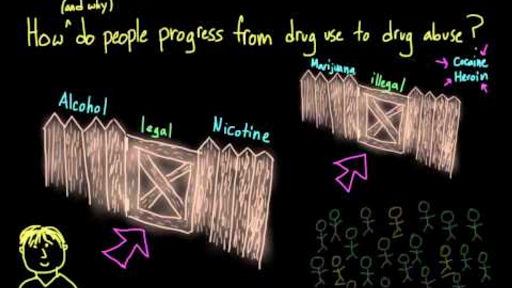 (and why)
How ^ do people progress from drug use to drug abuse?
Marijuana
illegal
Cocaine
Heroin
Alcohol
legal
Nicotine